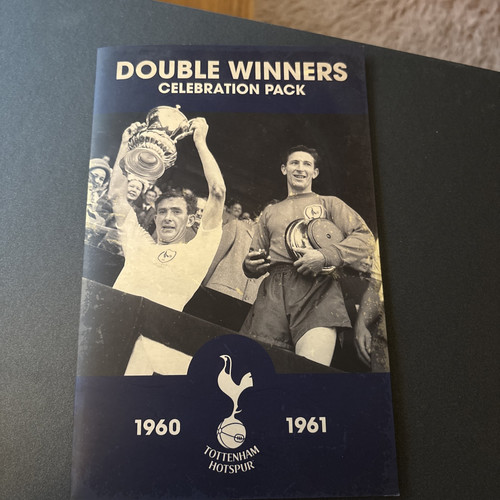 DOUBLE WINNERS
CELEBRATION PACK
1960
1961
TOTTENHAM
HOTSPUR